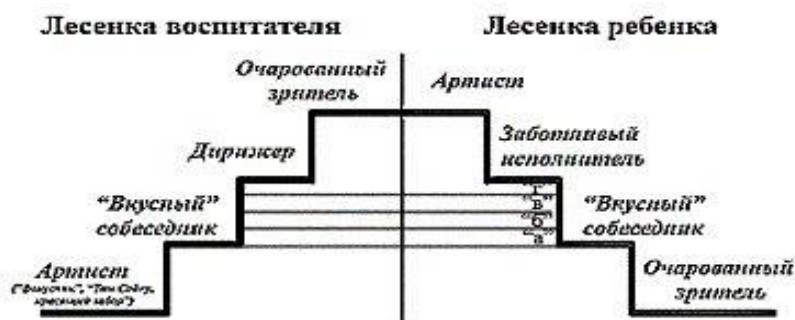 Лесенка воспитателя
Лесенка ребенка
Очарованный
зритель
Артист
Дирижер
Заботливый
исполнитель
"Вкусный"
собеседник
"г"
"в"
"б"
"а"
"Вкусный"
собеседник
Артист
Очарованный
зритель